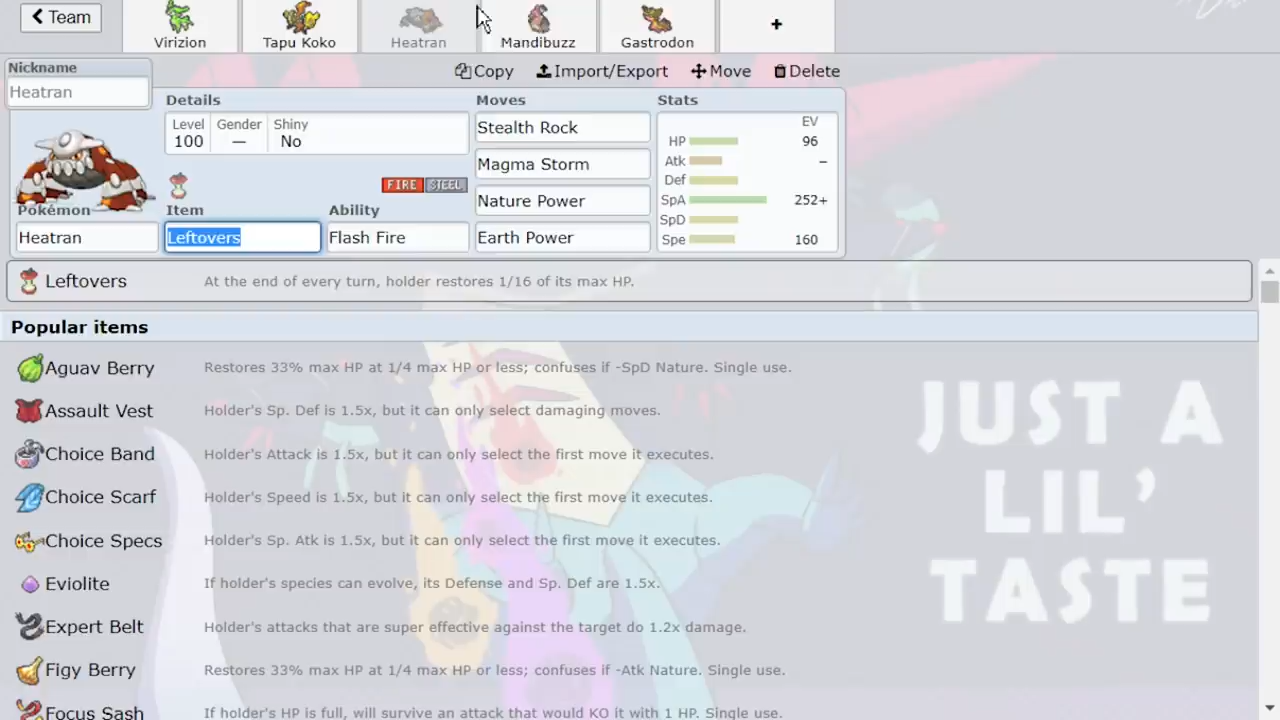 Team
Virizion
Tapu Koko
Heatran
Mandibuzz
Gastrodon
+
Nickname
Heatran
Copy
Import/Export
Move
Delete
Details
Moves
Stats
Level
Gender
Shiny
100
—
No
Stealth Rock
Magma Storm
Nature Power
Earth Power
EV
HP 96
Atk –
Def
SpA 252+
SpD
Spe 160
FIRE STEEL
Pokémon
Item
Ability
Heatran
Leftovers
Flash Fire
Leftovers At the end of every turn, holder restores 1/16 of its max HP.
Popular items
Aguav Berry Restores 33% max HP at 1/4 max HP or less; confuses if -SpD Nature. Single use.
Assault Vest Holder's Sp. Def is 1.5x, but it can only select damaging moves.
Choice Band Holder's Attack is 1.5x, but it can only select the first move it executes.
Choice Scarf Holder's Speed is 1.5x, but it can only select the first move it executes.
Choice Specs Holder's Sp. Atk is 1.5x, but it can only select the first move it executes.
Eviolite If holder's species can evolve, its Defense and Sp. Def are 1.5x.
Expert Belt Holder's attacks that are super effective against the target do 1.2x damage.
Figy Berry Restores 33% max HP at 1/4 max HP or less; confuses if -Atk Nature. Single use.
Focus Sash If holder's HP is full, will survive an attack that would KO it with 1 HP. Single use.
JUST A
LIL'
TASTE